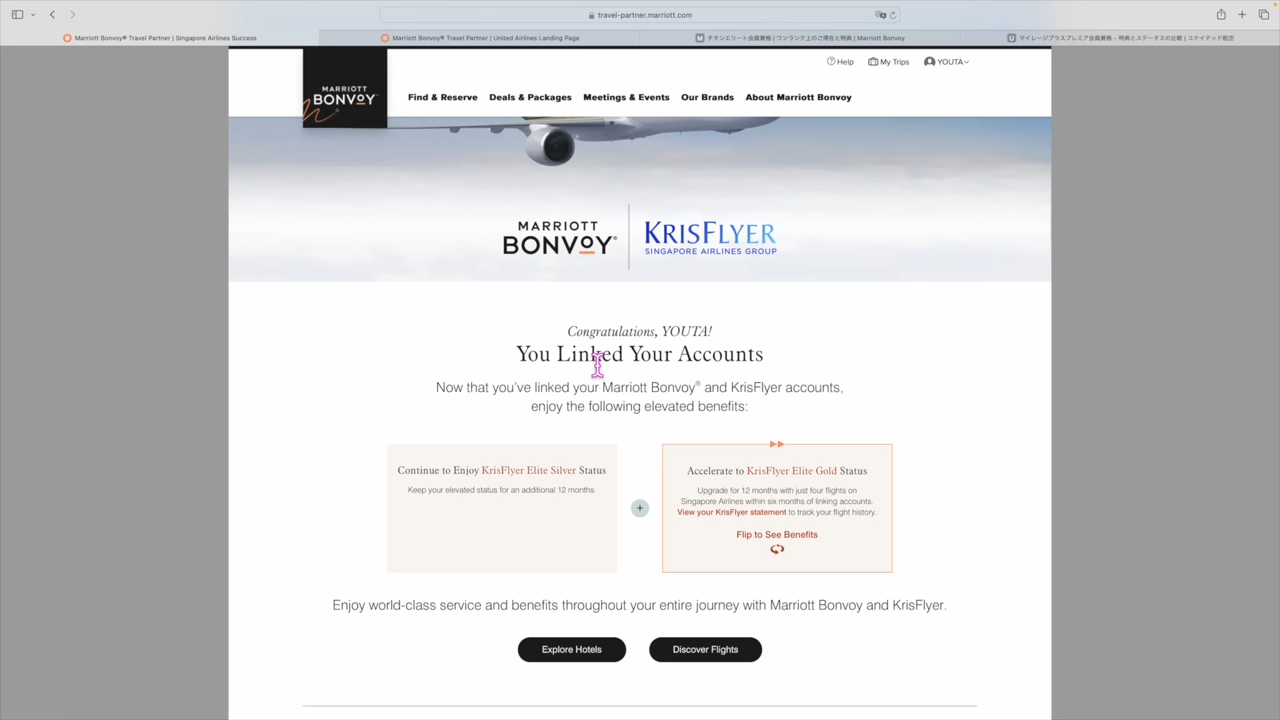 travel-partner.marriott.com
Marriott Bonvoy® Travel Partner | Singapore Airlines Success
Marriott Bonvoy® Travel Partner | United Airlines Landing Page
M
チタンエリート会員資格 | ワンランク上のご滞在と特典 | Marriott Bonvoy
U
マイレージプラスプレミア会員資格 – 特典とステータスの比較 | ユナイテッド航空
Help
My Trips
YOUTA
MARRIOTT
BONVOY
Find & Reserve
Deals & Packages
Meetings & Events
Our Brands
About Marriott Bonvoy
MARRIOTT
BONVOY®
KRISFLYER
SINGAPORE AIRLINES GROUP
Congratulations, YOUTA!
You Linked Your Accounts
Now that you've linked your Marriott Bonvoy® and KrisFlyer accounts,
enjoy the following elevated benefits:
Continue to Enjoy KrisFlyer Elite Silver Status
Keep your elevated status for an additional 12 months.
+
Accelerate to KrisFlyer Elite Gold Status
Upgrade for 12 months with just four flights on
Singapore Airlines within six months of linking accounts.
View your KrisFlyer statement to track your flight history.
Flip to See Benefits
Enjoy world-class service and benefits throughout your entire journey with Marriott Bonvoy and KrisFlyer.
Explore Hotels
Discover Flights